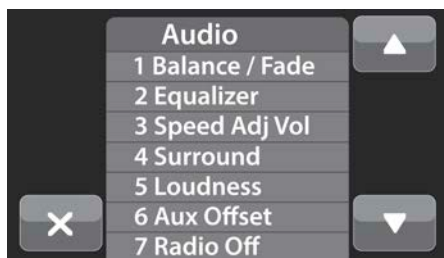 Audio
1 Balance / Fade
2 Equalizer
3 Speed Adj Vol
4 Surround
5 Loudness
6 Aux Offset
7 Radio Off